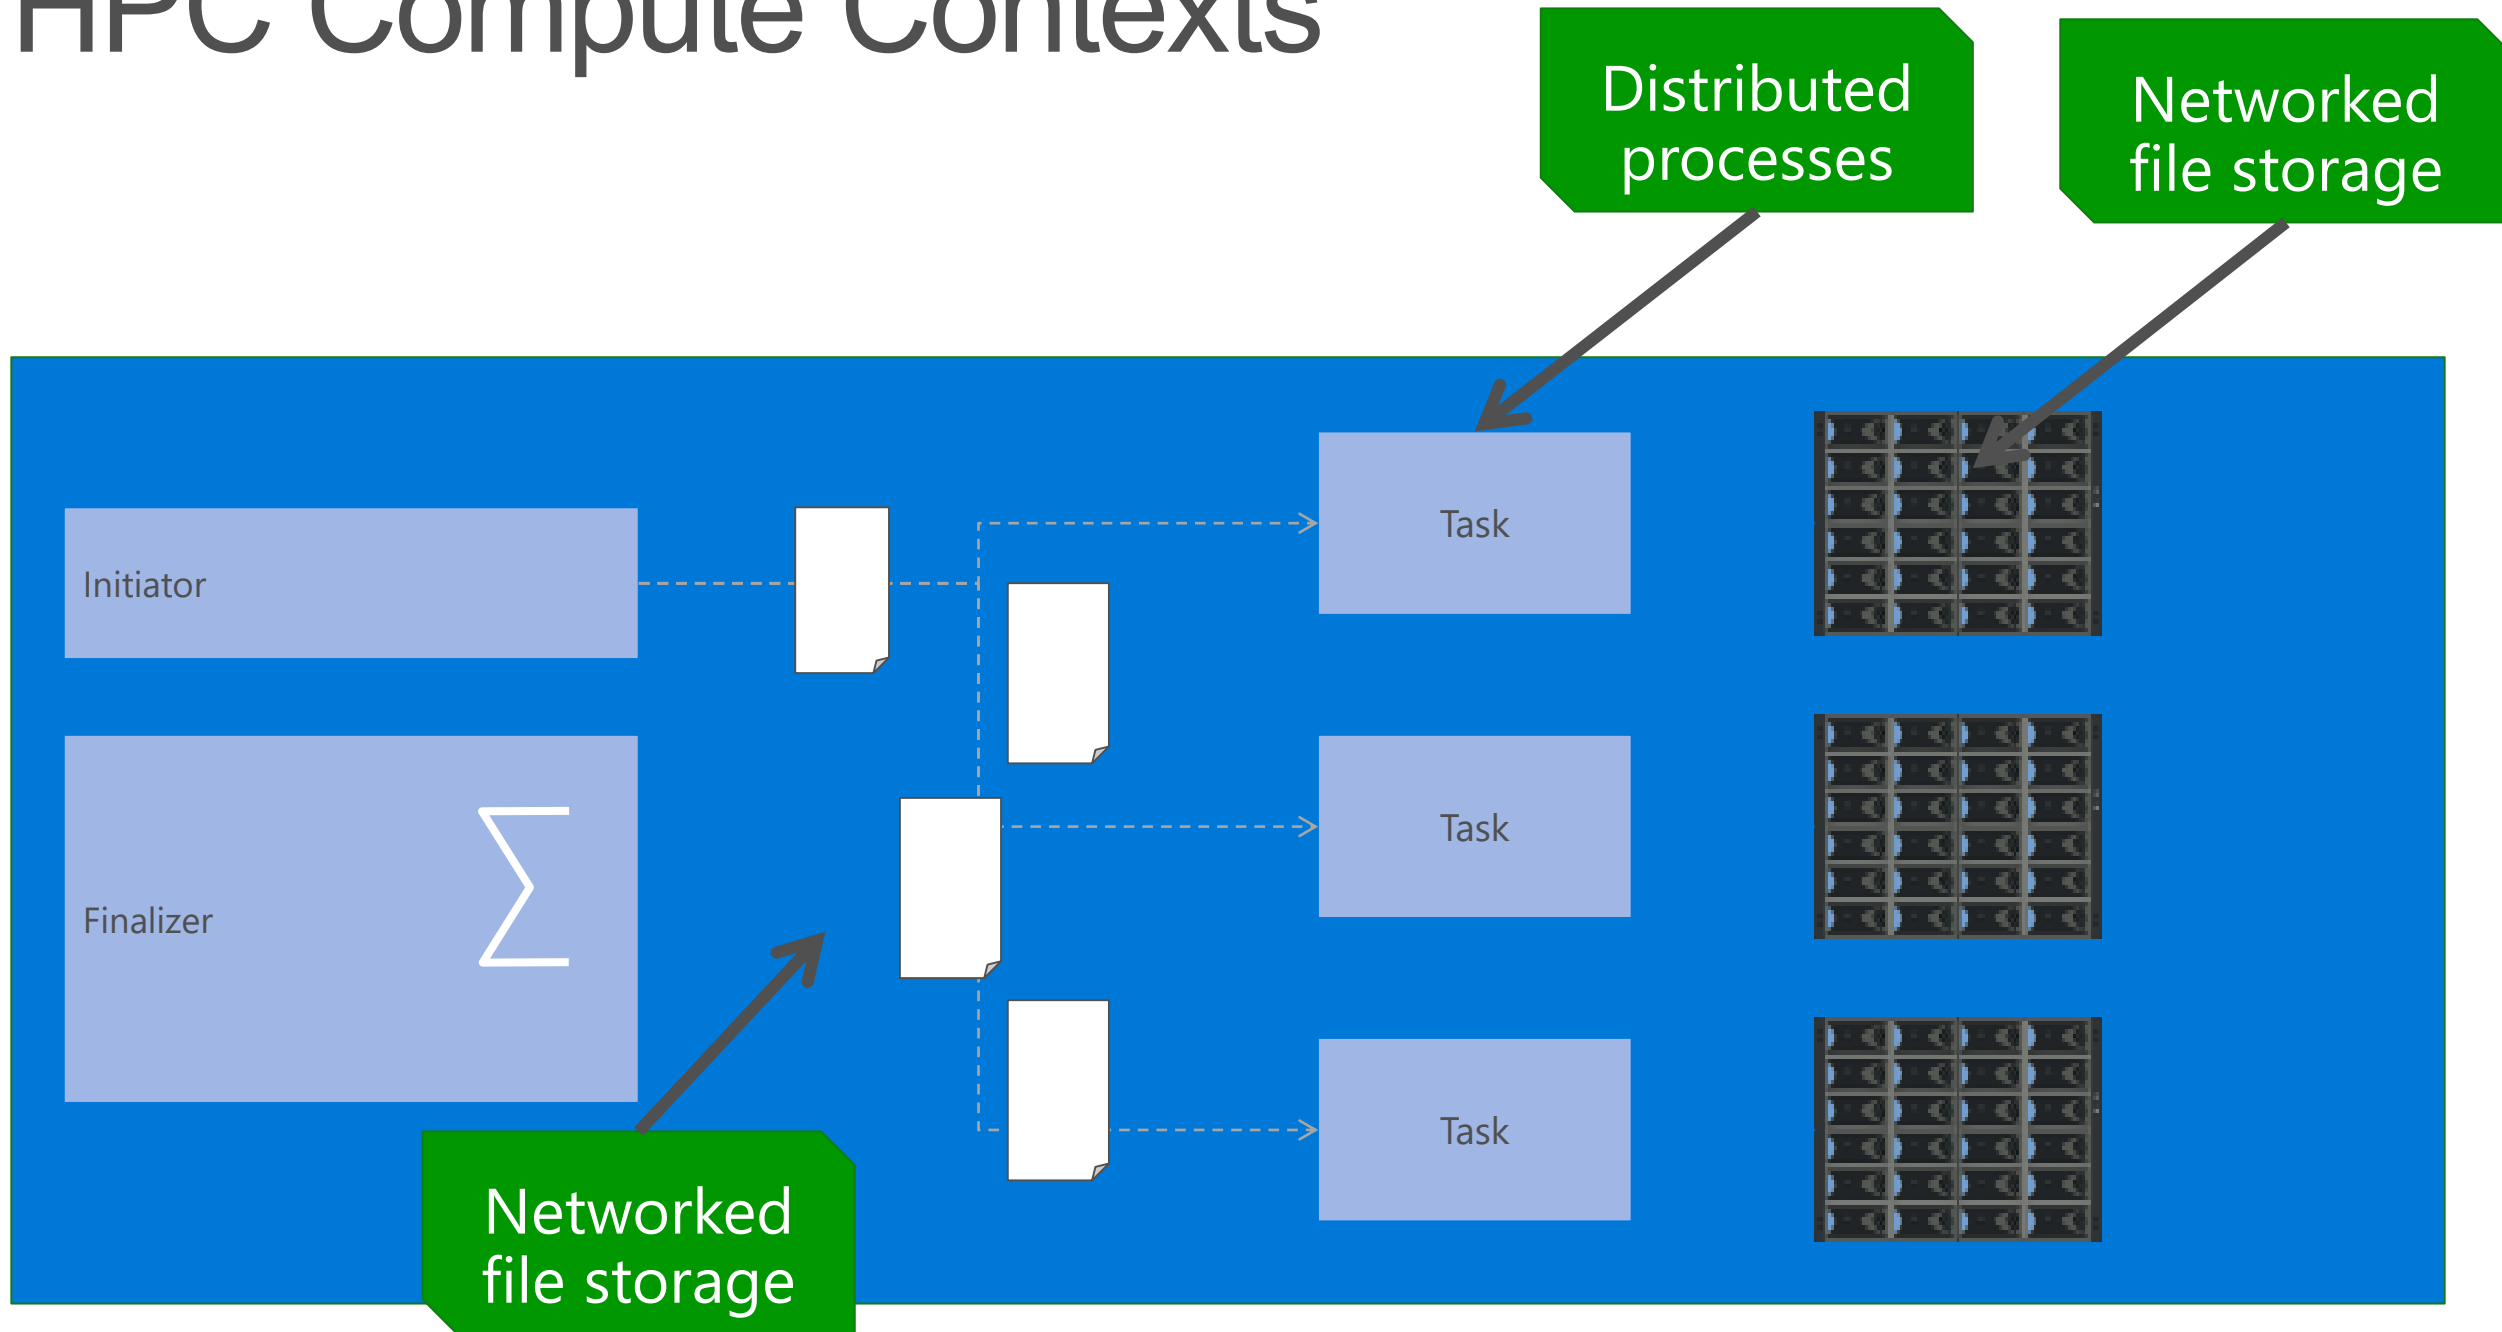 HPC Compute Contexts
Distributed
processes
Networked
file storage
Task
Initiator
Task
Finalizer
Task
Networked
file storage